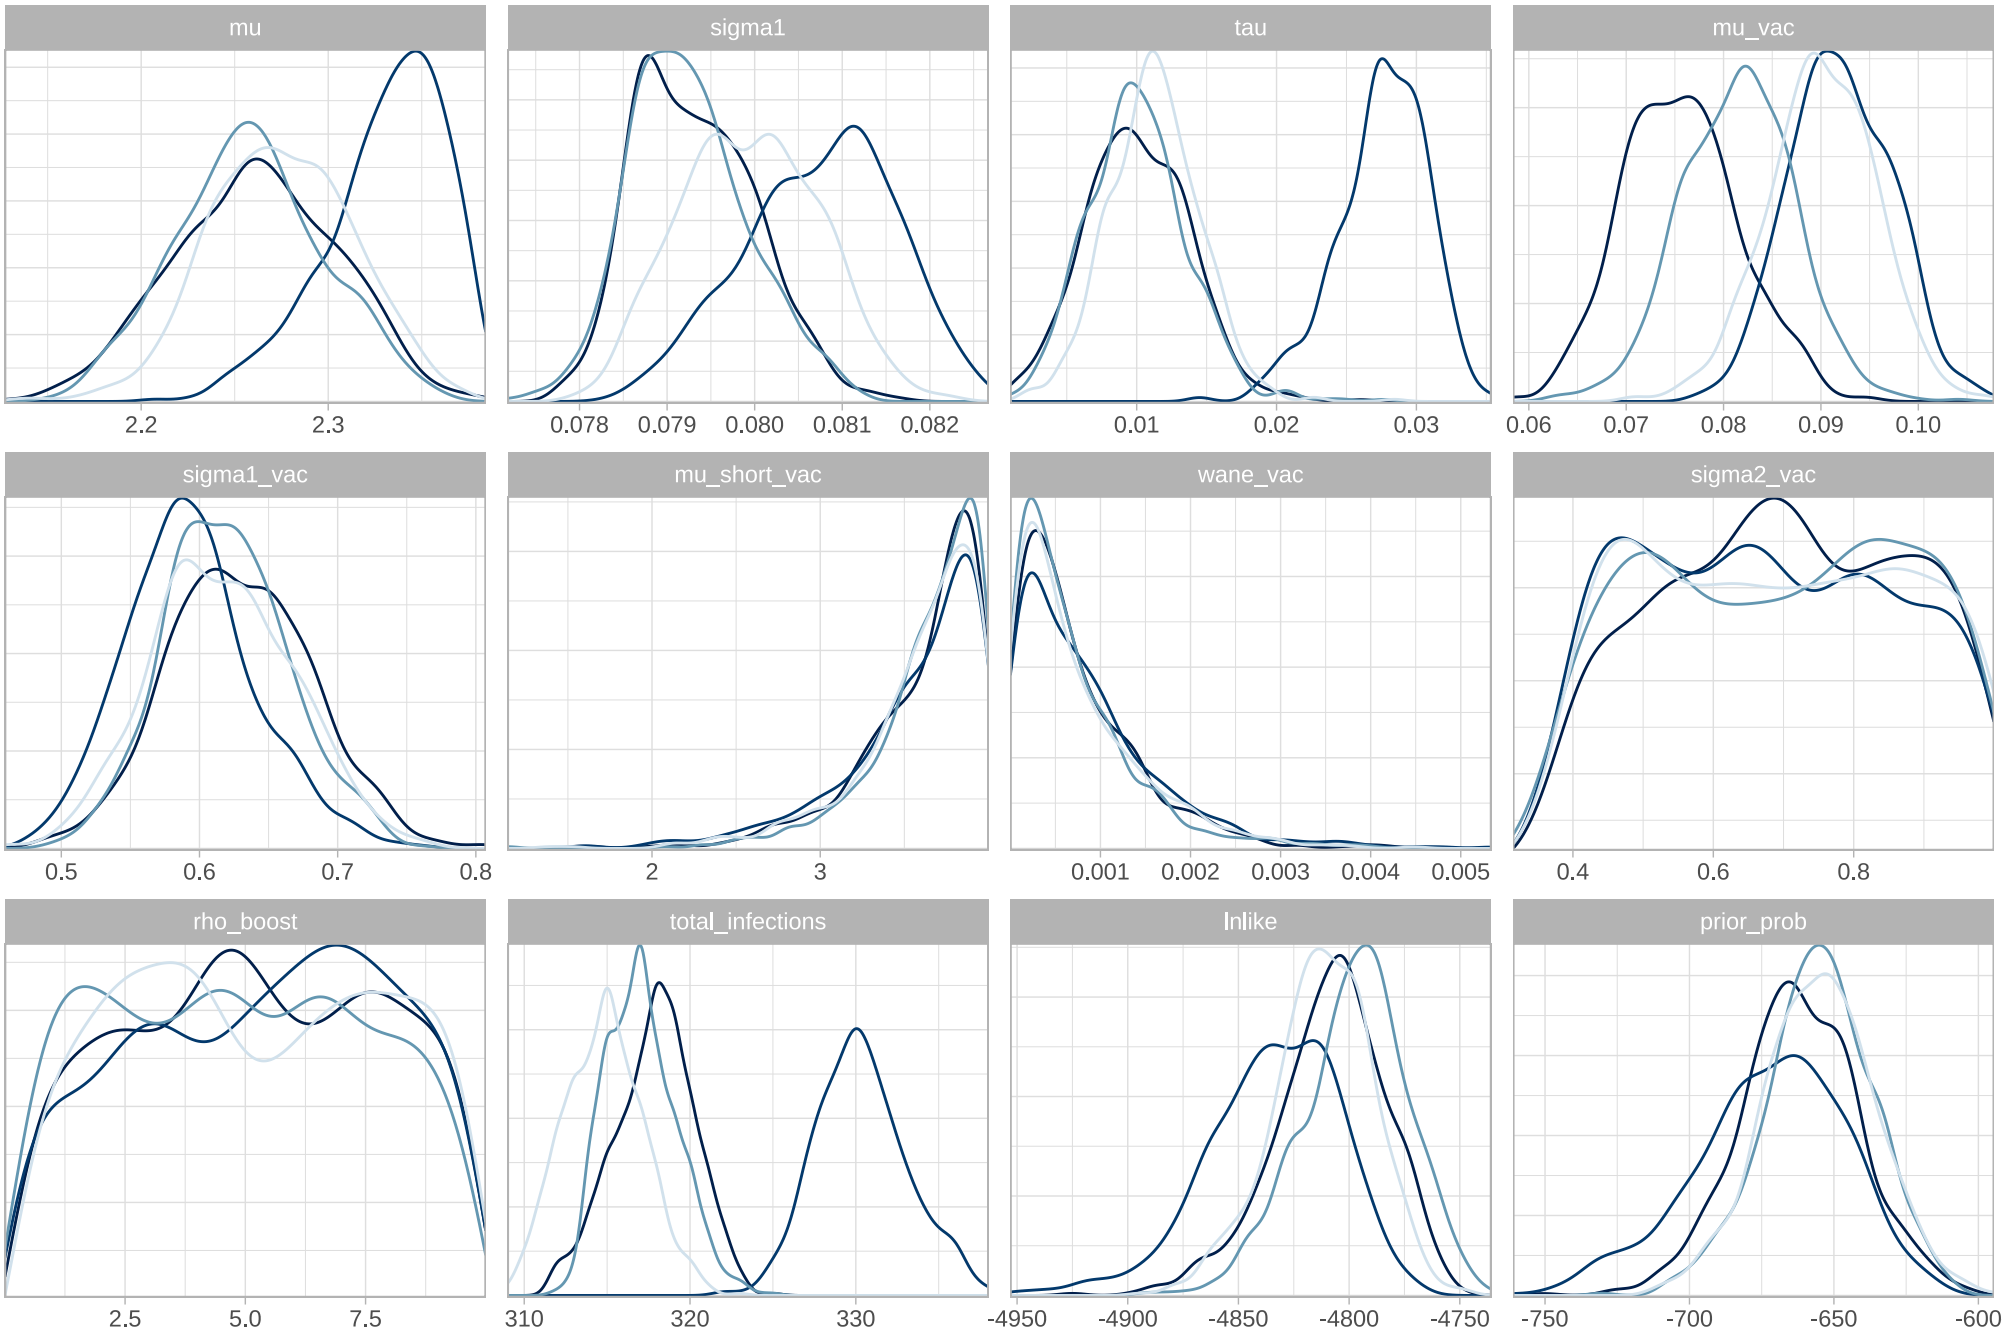 mu
sigma1
tau
mu_vac
2.2 2.3
0.078 0.079 0.080 0.081 0.082
0.01 0.02 0.03
0.06 0.07 0.08 0.09 0.10
sigma1_vac
mu_short_vac
wane_vac
sigma2_vac
0.5 0.6 0.7 0.8
2 3
0.001 0.002 0.003 0.004 0.005
0.4 0.6 0.8
rho_boost
total_infections
lnlike
prior_prob
2.5 5.0 7.5
310 320 330
-4950 -4900 -4850 -4800 -4750
-750 -700 -650 -600